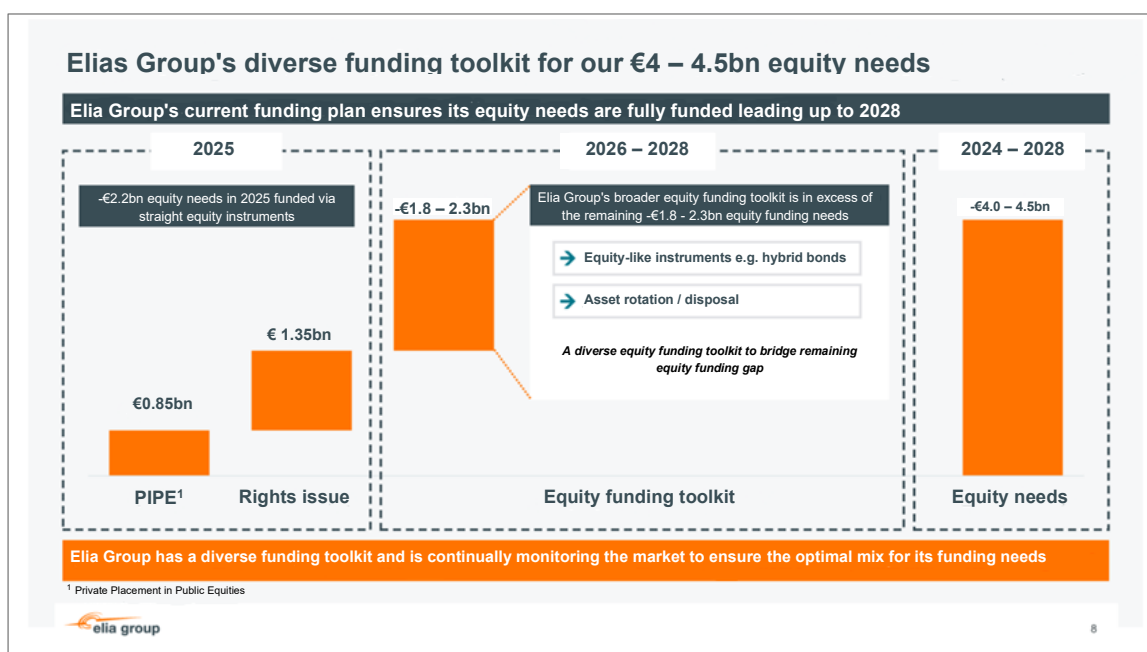 Elias Group's diverse funding toolkit for our €4 – 4.5bn equity needs
Elia Group's current funding plan ensures its equity needs are fully funded leading up to 2028
2025
-€2.2bn equity needs in 2025 funded via
straight equity instruments
€0.85bn
€ 1.35bn
PIPE¹
Rights issue
2026 – 2028
-€1.8 – 2.3bn
Elia Group's broader equity funding toolkit is in excess of
the remaining -€1.8 - 2.3bn equity funding needs
Equity-like instruments e.g. hybrid bonds
Asset rotation / disposal
A diverse equity funding toolkit to bridge remaining
equity funding gap
Equity funding toolkit
2024 – 2028
-€4.0 – 4.5bn
Equity needs
Elia Group has a diverse funding toolkit and is continually monitoring the market to ensure the optimal mix for its funding needs
¹ Private Placement in Public Equities
elia group
8